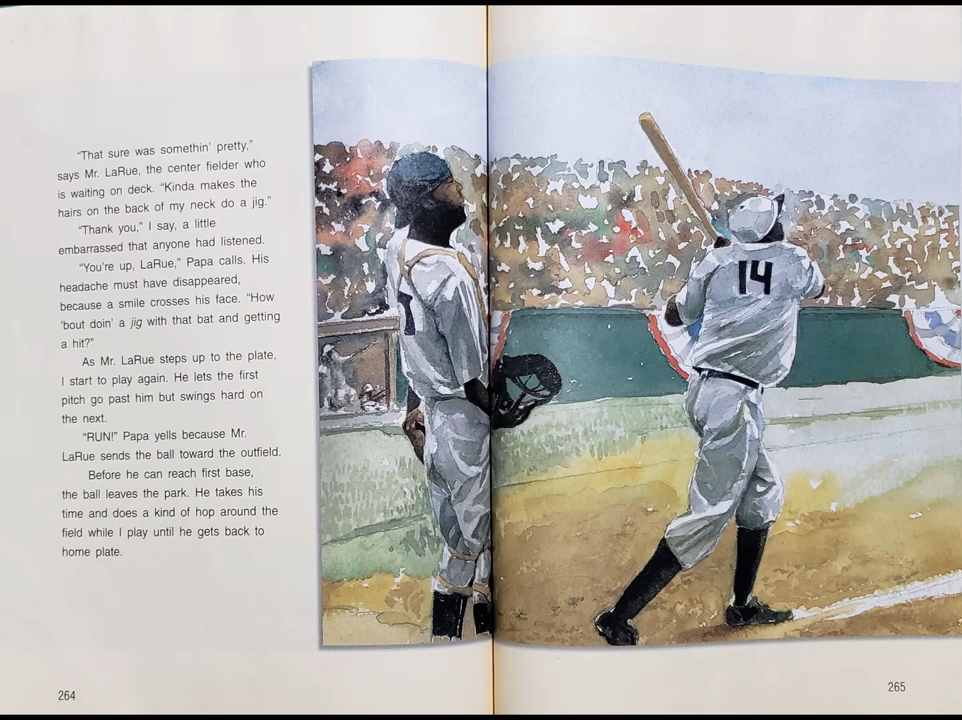 "That sure was somethin' pretty,"
says Mr. LaRue, the center fielder who
is waiting on deck. "Kinda makes the
hairs on the back of my neck do a jig."
"Thank you," I say, a little
embarrassed that anyone had listened.
"You're up, LaRue," Papa calls. His
headache must have disappeared,
because a smile crosses his face. "How
'bout doin' a jig with that bat and getting
a hit?"
As Mr. LaRue steps up to the plate,
I start to play again. He lets the first
pitch go past him but swings hard on
the next.
"RUN!" Papa yells because Mr.
LaRue sends the ball toward the outfield.
Before he can reach first base,
the ball leaves the park. He takes his
time and does a kind of hop around the
field while I play until he gets back to
home plate.
264
14
265